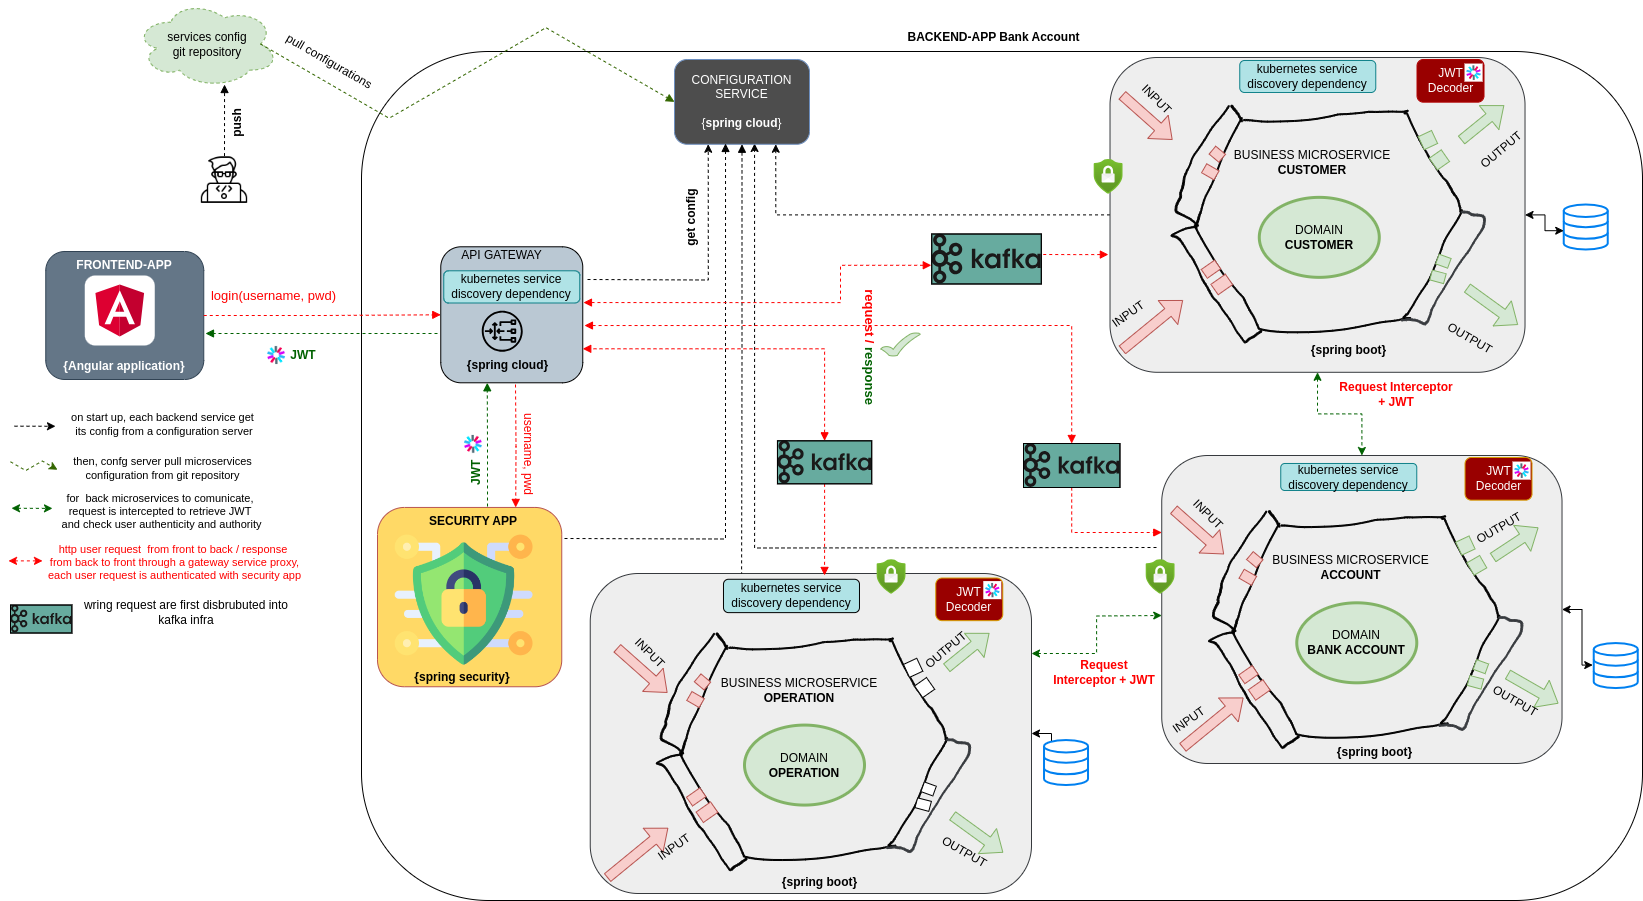 BACKEND-APP Bank Account
services config
git repository
pull configurations
push
CONFIGURATION
SERVICE
{spring cloud}
get config
FRONTEND-APP
{Angular application}
login(username, pwd)
JWT
API GATEWAY
kubernetes service
discovery dependency
{spring cloud}
JWT
username, pwd
SECURITY APP
{spring security}
request / response
kafka
kafka
kafka
kubernetes service
discovery dependency
JWT
Decoder
INPUT
OUTPUT
BUSINESS MICROSERVICE
CUSTOMER
DOMAIN
CUSTOMER
INPUT
OUTPUT
{spring boot}
Request Interceptor
+ JWT
kubernetes service
discovery dependency
JWT
Decoder
INPUT
OUTPUT
BUSINESS MICROSERVICE
ACCOUNT
DOMAIN
BANK ACCOUNT
INPUT
OUTPUT
{spring boot}
Request
Interceptor + JWT
kubernetes service
discovery dependency
JWT
Decoder
INPUT
OUTPUT
BUSINESS MICROSERVICE
OPERATION
DOMAIN
OPERATION
INPUT
OUTPUT
{spring boot}
on start up, each backend service get
its config from a configuration server
then, confg server pull microservices
configuration from git repository
for back microservices to comunicate,
request is intercepted to retrieve JWT
and check user authenticity and authority
http user request from front to back / response
from back to front through a gateway service proxy,
each user request is authenticated with security app
kafka
wring request are first disbrubuted into
kafka infra